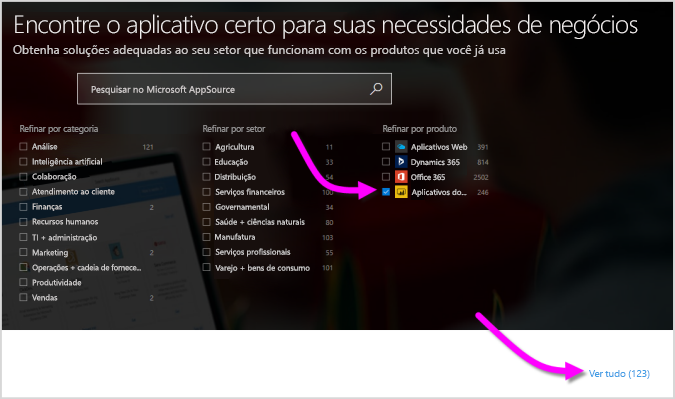 Encontre o aplicativo certo para suas necessidades de negócios
Obtenha soluções adequadas ao seu setor que funcionam com os produtos que você já usa
Pesquisar no Microsoft AppSource
Refinar por categoria
Análise 121
Inteligência artificial
Colaboração
Atendimento ao cliente
Finanças 2
Recursos humanos
TI + administração
Marketing 2
Operações + cadeia de fornece...
Produtividade
Vendas 2
Refinar por setor
Agricultura 11
Educação 33
Distribuição 54
Serviços financeiros
Governamental 34
Saúde + ciências naturais 80
Manufatura 103
Serviços profissionais 55
Varejo + bens de consumo 101
Refinar por produto
Aplicativos Web 391
Dynamics 365 814
Office 365 2502
Aplicativos do... 246
Ver tudo (123)